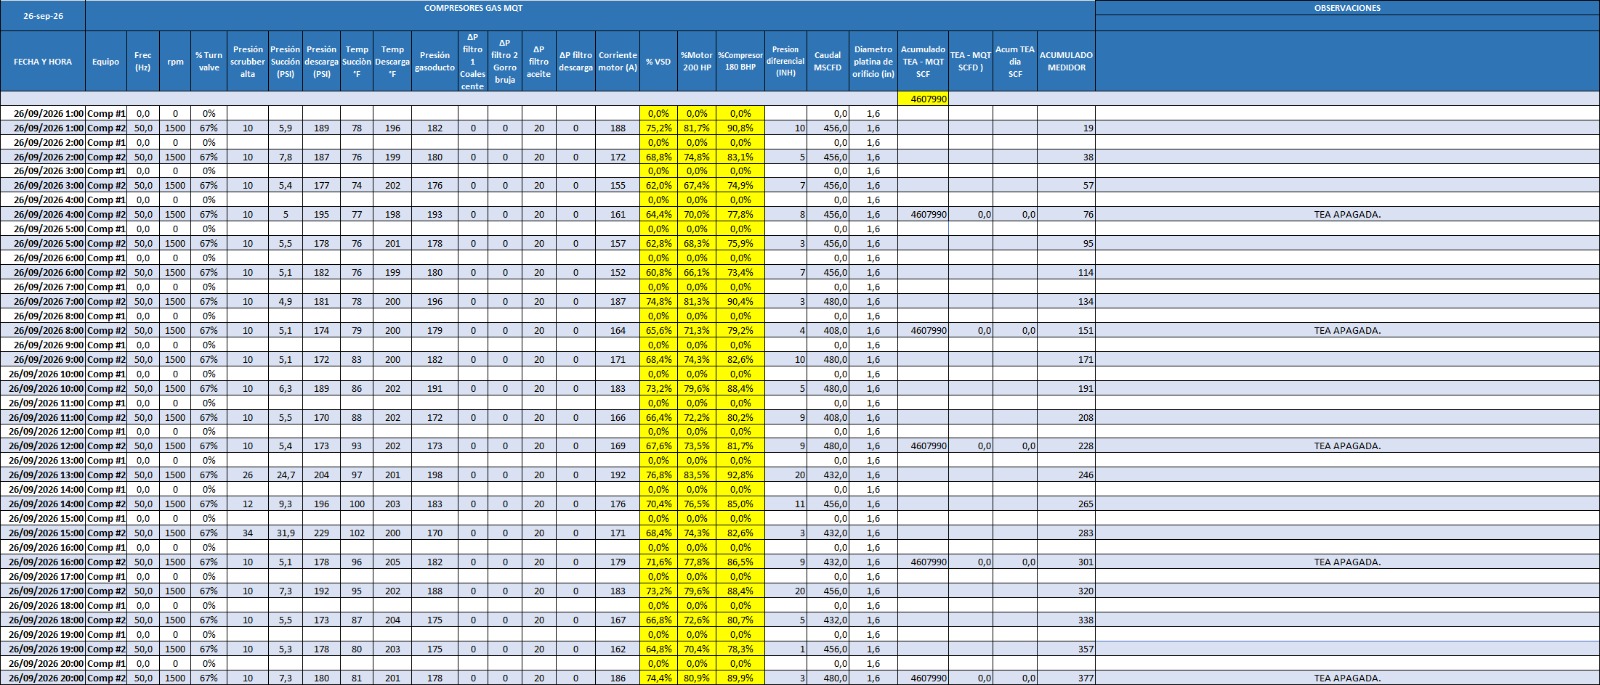 26-sep-26 COMPRESORES GAS MQT OBSERVACIONES
FECHA Y HORA Equipo Frec (Hz) rpm % Turn valve Presión scrubber alta Presión Succión (PSI) Presión descarga (PSI) Temp Succiòn °F Temp Descarga °F Presión gasoducto ΔP filtro 1 Coales cente ΔP filtro 2 Gorro bruja ΔP filtro aceite ΔP filtro descarga Corriente motor (A) % VSD %Motor 200 HP %Compresor 180 BHP Presion diferencial (INH) Caudal MSCFD Diametro platina de orificio (in) Acumulado TEA - MQT SCF TEA - MQT SCFD ) Acum TEA dia SCF ACUMULADO MEDIDOR
4607990
26/09/2026 1:00 Comp #1 0,0 0 0% 0,0% 0,0% 0,0% 0,0 1,6
26/09/2026 1:00 Comp #2 50,0 1500 67% 10 5,9 189 78 196 182 0 0 20 0 188 75,2% 81,7% 90,8% 10 456,0 1,6 19
26/09/2026 2:00 Comp #1 0,0 0 0% 0,0% 0,0% 0,0% 0,0 1,6
26/09/2026 2:00 Comp #2 50,0 1500 67% 10 7,8 187 76 199 180 0 0 20 0 172 68,8% 74,8% 83,1% 5 456,0 1,6 38
26/09/2026 3:00 Comp #1 0,0 0 0% 0,0% 0,0% 0,0% 0,0 1,6
26/09/2026 3:00 Comp #2 50,0 1500 67% 10 5,4 177 74 202 176 0 0 20 0 155 62,0% 67,4% 74,9% 7 456,0 1,6 57
26/09/2026 4:00 Comp #1 0,0 0 0% 0,0% 0,0% 0,0% 0,0 1,6
26/09/2026 4:00 Comp #2 50,0 1500 67% 10 5 195 77 198 193 0 0 20 0 161 64,4% 70,0% 77,8% 8 456,0 1,6 4607990 0,0 0,0 76 TEA APAGADA.
26/09/2026 5:00 Comp #1 0,0 0 0% 0,0% 0,0% 0,0% 0,0 1,6
26/09/2026 5:00 Comp #2 50,0 1500 67% 10 5,5 178 76 201 178 0 0 20 0 157 62,8% 68,3% 75,9% 3 456,0 1,6 95
26/09/2026 6:00 Comp #1 0,0 0 0% 0,0% 0,0% 0,0% 0,0 1,6
26/09/2026 6:00 Comp #2 50,0 1500 67% 10 5,1 182 76 199 180 0 0 20 0 152 60,8% 66,1% 73,4% 7 456,0 1,6 114
26/09/2026 7:00 Comp #1 0,0 0 0% 0,0% 0,0% 0,0% 0,0 1,6
26/09/2026 7:00 Comp #2 50,0 1500 67% 10 4,9 181 78 200 196 0 0 20 0 187 74,8% 81,3% 90,4% 3 480,0 1,6 134
26/09/2026 8:00 Comp #1 0,0 0 0% 0,0% 0,0% 0,0% 0,0 1,6
26/09/2026 8:00 Comp #2 50,0 1500 67% 10 5,1 174 79 200 179 0 0 20 0 164 65,6% 71,3% 79,2% 4 408,0 1,6 4607990 0,0 0,0 151 TEA APAGADA.
26/09/2026 9:00 Comp #1 0,0 0 0% 0,0% 0,0% 0,0% 0,0 1,6
26/09/2026 9:00 Comp #2 50,0 1500 67% 10 5,1 172 83 200 182 0 0 20 0 171 68,4% 74,3% 82,6% 10 480,0 1,6 171
26/09/2026 10:00 Comp #1 0,0 0 0% 0,0% 0,0% 0,0% 0,0 1,6
26/09/2026 10:00 Comp #2 50,0 1500 67% 10 6,3 189 86 202 191 0 0 20 0 183 73,2% 79,6% 88,4% 5 480,0 1,6 191
26/09/2026 11:00 Comp #1 0,0 0 0% 0,0% 0,0% 0,0% 0,0 1,6
26/09/2026 11:00 Comp #2 50,0 1500 67% 10 5,5 170 88 202 172 0 0 20 0 166 66,4% 72,2% 80,2% 9 408,0 1,6 208
26/09/2026 12:00 Comp #1 0,0 0 0% 0,0% 0,0% 0,0% 0,0 1,6
26/09/2026 12:00 Comp #2 50,0 1500 67% 10 5,4 173 93 202 173 0 0 20 0 169 67,6% 73,5% 81,7% 9 480,0 1,6 4607990 0,0 0,0 228 TEA APAGADA.
26/09/2026 13:00 Comp #1 0,0 0 0% 0,0% 0,0% 0,0% 0,0 1,6
26/09/2026 13:00 Comp #2 50,0 1500 67% 26 24,7 204 97 201 198 0 0 20 0 192 76,8% 83,5% 92,8% 20 432,0 1,6 246
26/09/2026 14:00 Comp #1 0,0 0 0% 0,0% 0,0% 0,0% 0,0 1,6
26/09/2026 14:00 Comp #2 50,0 1500 67% 12 9,3 196 100 203 183 0 0 20 0 176 70,4% 76,5% 85,0% 11 456,0 1,6 265
26/09/2026 15:00 Comp #1 0,0 0 0% 0,0% 0,0% 0,0% 0,0 1,6
26/09/2026 15:00 Comp #2 50,0 1500 67% 34 31,9 229 102 200 170 0 0 20 0 171 68,4% 74,3% 82,6% 3 432,0 1,6 283
26/09/2026 16:00 Comp #1 0,0 0 0% 0,0% 0,0% 0,0% 0,0 1,6
26/09/2026 16:00 Comp #2 50,0 1500 67% 10 5,1 178 96 205 182 0 0 20 0 179 71,6% 77,8% 86,5% 9 432,0 1,6 4607990 0,0 0,0 301 TEA APAGADA.
26/09/2026 17:00 Comp #1 0,0 0 0% 0,0% 0,0% 0,0% 0,0 1,6
26/09/2026 17:00 Comp #2 50,0 1500 67% 10 7,3 192 95 202 188 0 0 20 0 183 73,2% 79,6% 88,4% 20 456,0 1,6 320
26/09/2026 18:00 Comp #1 0,0 0 0% 0,0% 0,0% 0,0% 0,0 1,6
26/09/2026 18:00 Comp #2 50,0 1500 67% 10 5,5 173 87 204 175 0 0 20 0 167 66,8% 72,6% 80,7% 5 432,0 1,6 338
26/09/2026 19:00 Comp #1 0,0 0 0% 0,0% 0,0% 0,0% 0,0 1,6
26/09/2026 19:00 Comp #2 50,0 1500 67% 10 5,3 178 80 203 175 0 0 20 0 162 64,8% 70,4% 78,3% 1 456,0 1,6 357
26/09/2026 20:00 Comp #1 0,0 0 0% 0,0% 0,0% 0,0% 0,0 1,6
26/09/2026 20:00 Comp #2 50,0 1500 67% 10 7,3 180 81 201 178 0 0 20 0 186 74,4% 80,9% 89,9% 3 480,0 1,6 4607990 0,0 0,0 377 TEA APAGADA.